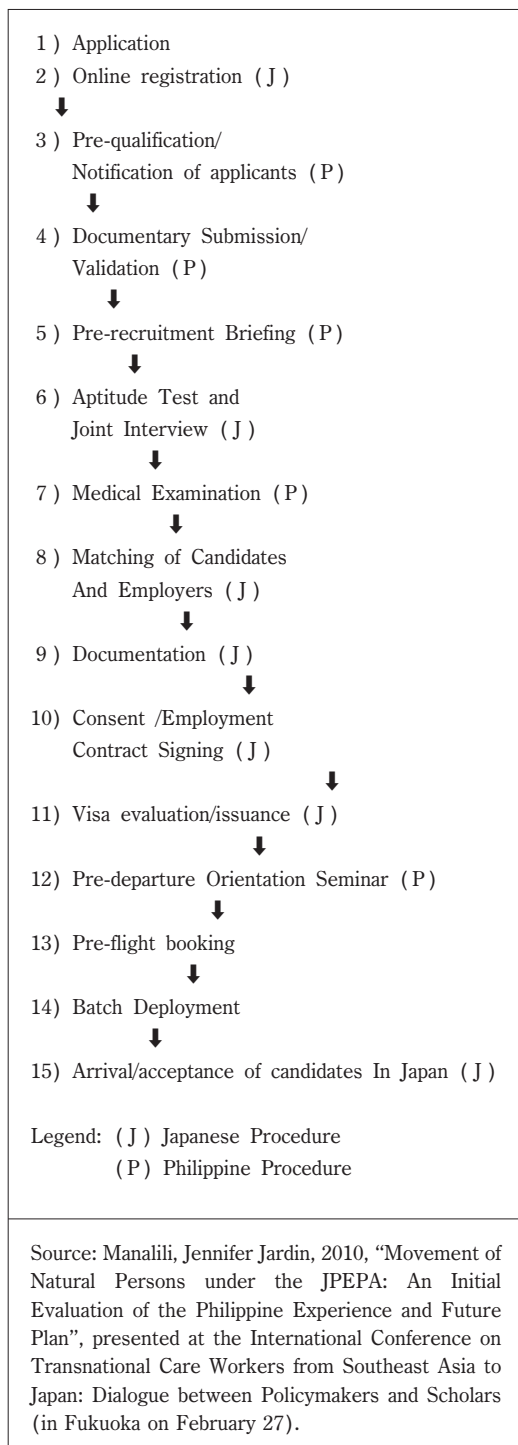 1 ) Application
2 ) Online registration ( J )
3 ) Pre-qualification/
Notification of applicants ( P )
4 ) Documentary Submission/
Validation ( P )
5 ) Pre-recruitment Briefing ( P )
6 ) Aptitude Test and
Joint Interview ( J )
7 ) Medical Examination ( P )
8 ) Matching of Candidates
And Employers ( J )
9 ) Documentation ( J )
10) Consent /Employment
Contract Signing ( J )
11) Visa evaluation/issuance ( J )
12) Pre-departure Orientation Seminar ( P )
13) Pre-flight booking
14) Batch Deployment
15) Arrival/acceptance of candidates In Japan ( J )
Legend: ( J ) Japanese Procedure
( P ) Philippine Procedure
Source: Manalili, Jennifer Jardin, 2010, “Movement of
Natural Persons under the JPEPA: An Initial
Evaluation of the Philippine Experience and Future
Plan”, presented at the International Conference on
Transnational Care Workers from Southeast Asia to
Japan: Dialogue between Policymakers and Scholars
(in Fukuoka on February 27).